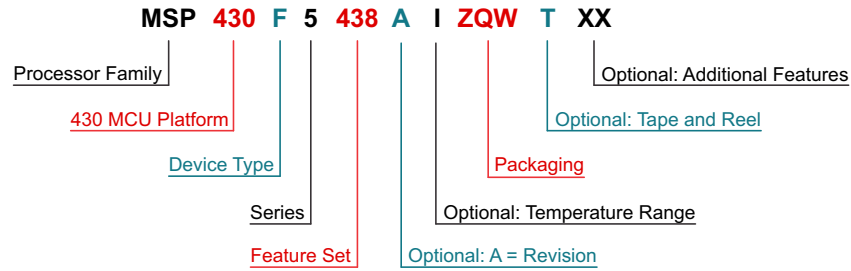 MSP 430 F 5 438 A I ZQW T XX
Processor Family
Optional: Additional Features
430 MCU Platform
Optional: Tape and Reel
Device Type
Packaging
Series
Optional: Temperature Range
Feature Set
Optional: A = Revision